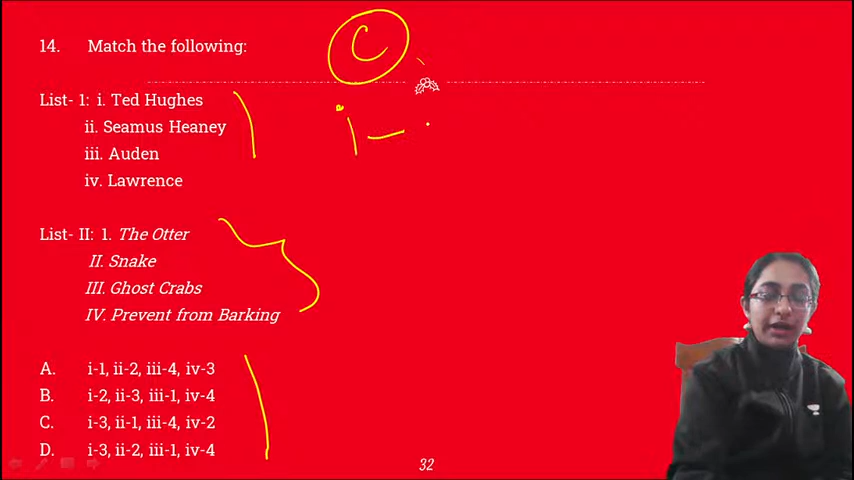 14. Match the following:
C
List- 1: i. Ted Hughes
ii. Seamus Heaney
i -
iii. Auden
iv. Lawrence
List- II: 1. The Otter
II. Snake
III. Ghost Crabs
IV. Prevent from Barking
A. i-1, ii-2, iii-4, iv-3
B. i-2, ii-3, iii-1, iv-4
C. i-3, ii-1, iii-4, iv-2
D. i-3, ii-2, iii-1, iv-4
32